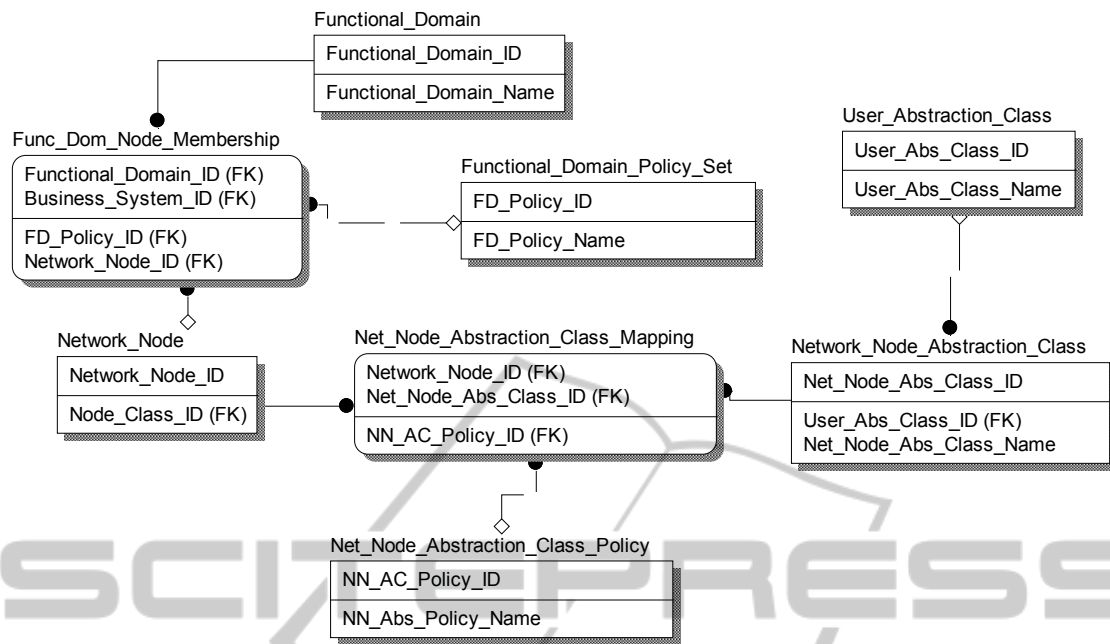 Functional_Domain
Functional_Domain_ID
Functional_Domain_Name
Func_Dom_Node_Membership
Functional_Domain_ID (FK)
Business_System_ID (FK)
FD_Policy_ID (FK)
Network_Node_ID (FK)
Functional_Domain_Policy_Set
FD_Policy_ID
FD_Policy_Name
User_Abstraction_Class
User_Abs_Class_ID
User_Abs_Class_Name
Network_Node
Network_Node_ID
Node_Class_ID (FK)
Net_Node_Abstraction_Class_Mapping
Network_Node_ID (FK)
Net_Node_Abs_Class_ID (FK)
NN_AC_Policy_ID (FK)
Network_Node_Abstraction_Class
Net_Node_Abs_Class_ID
User_Abs_Class_ID (FK)
Net_Node_Abs_Class_Name
Net_Node_Abstraction_Class_Policy
NN_AC_Policy_ID
NN_Abs_Policy_Name
SCITEPRESS